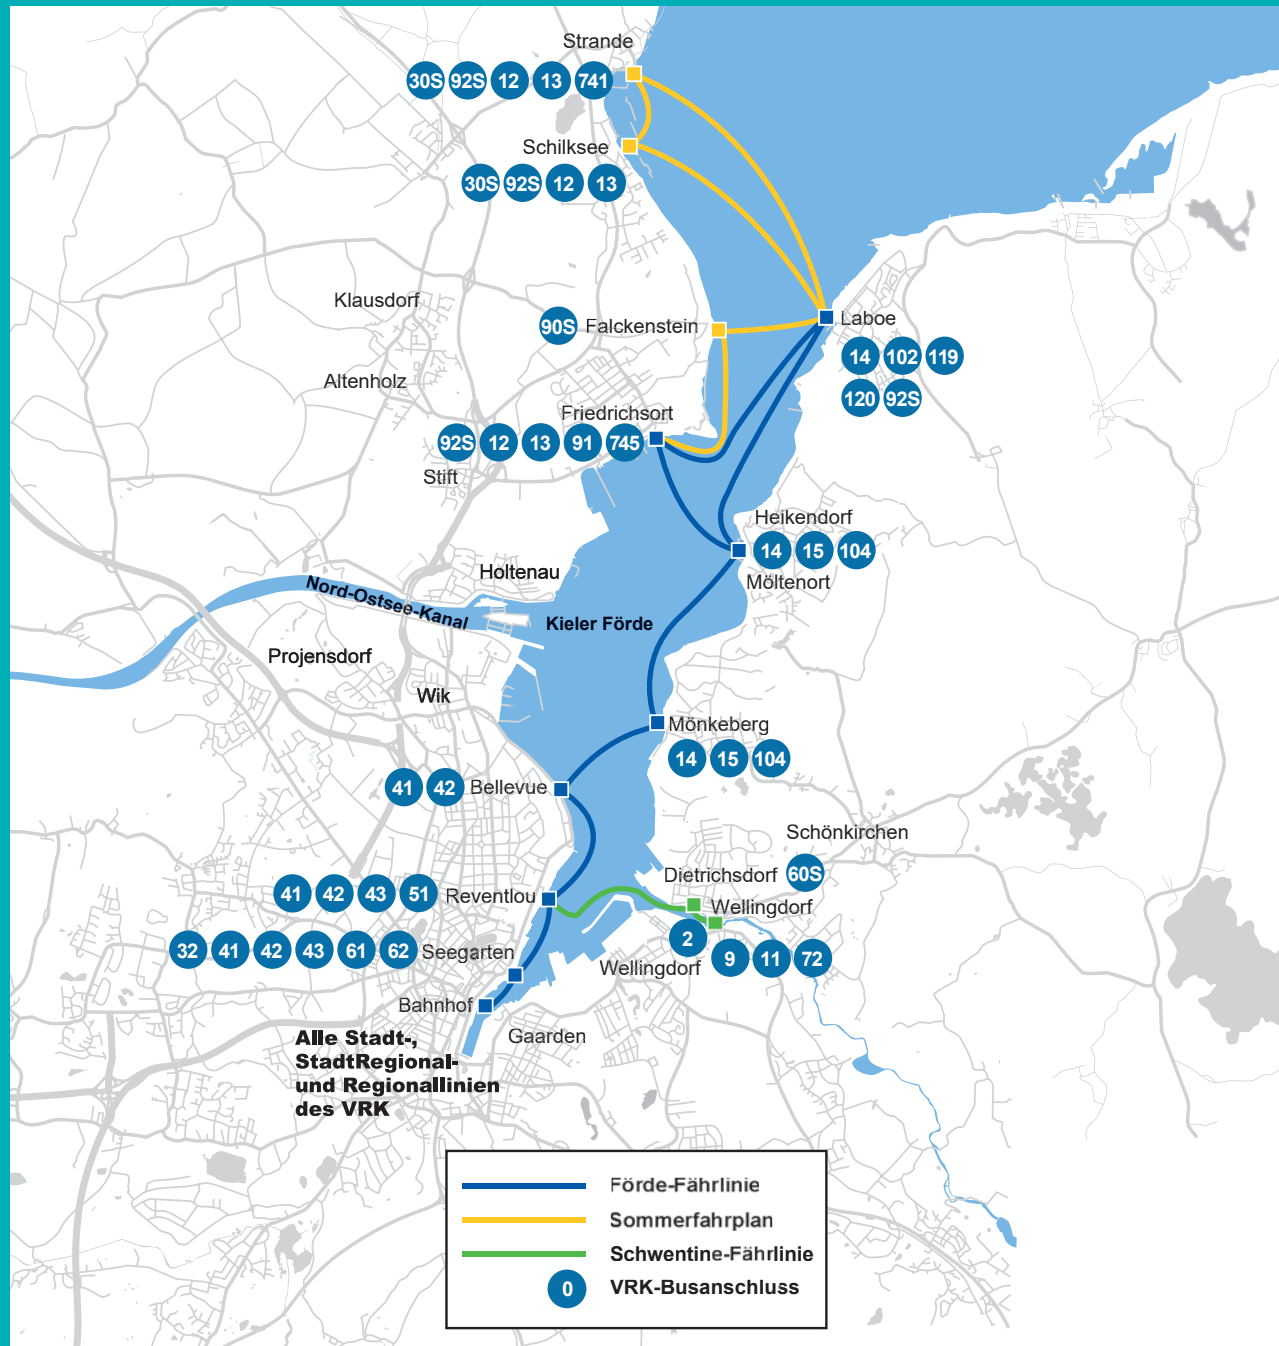 Strande
30S 92S 12 13 741
Schilksee
30S 92S 12 13
Klausdorf
90S Falckenstein
Laboe
14 102 119
120 92S
Altenholz
Friedrichsort
92S 12 13 91 745
Stift
Heikendorf
14 15 104
Möltenort
Holtenau
Nord-Ostsee-Kanal
Kieler Förde
Projensdorf
Wik
Mönkeberg
14 15 104
41 42 Bellevue
Schönkirchen
Dietrichsdorf 60S
41 42 43 51 Reventlou
Wellingdorf
2
32 41 42 43 61 62 Seegarten
9 11 72
Wellingdorf
Bahnhof
Gaarden
Alle Stadt-,
StadtRegional-
und Regionallinien
des VRK
Förde-Fährlinie
Sommerfahrplan
Schwentine-Fährlinie
0 VRK-Busanschluss